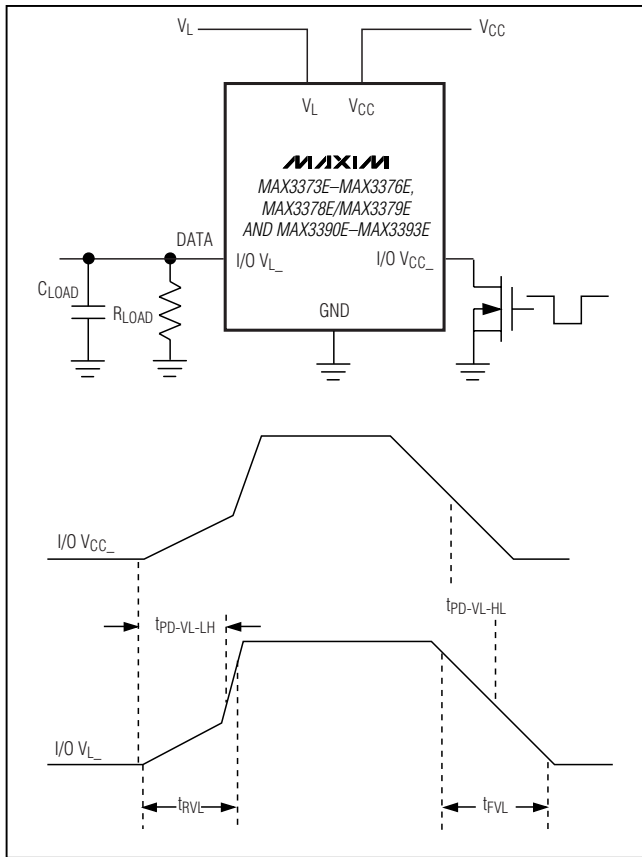 VL
VCC
VL VCC
MAXIM
MAX3373E–MAX3376E,
MAX3378E/MAX3379E
AND MAX3390E–MAX3393E
DATA
I/O VL_ I/O VCC_
CLOAD
RLOAD
GND
I/O VCC_
tPD-VL-LH
tPD-VL-HL
I/O VL_
tRVL
tFVL